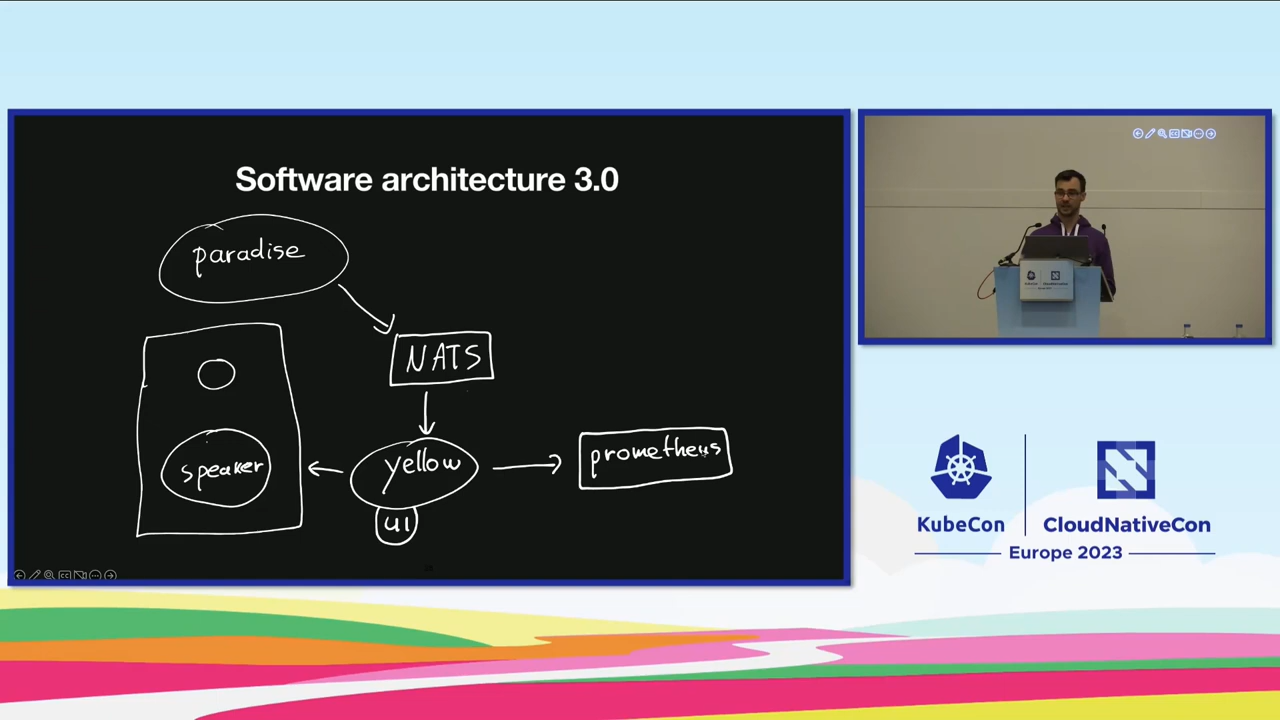 Software architecture 3.0
paradise
NATS
speaker
yellow
prometheus
UI
KubeCon
CloudNativeCon
Europe 2023